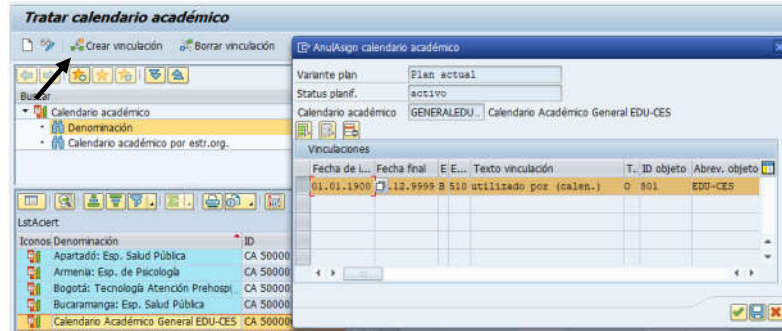 Tratar calendario académico
Crear vinculación Borrar vinculación
Buscar
Calendario académico
Denominación
Calendario académico por estr.org.
LstAciert
Iconos Denominación ID
Apartadó: Esp. Salud Pública CA 50000
Armenia: Esp. de Psicología CA 50000
Bogotá: Tecnología Atención Prehospi CA 50000
Bucaramanga: Esp. Salud Pública CA 50000
Calendario Académico General EDU-CES CA 50000
AnulAsign calendario académico
Variante plan Plan actual
Status planif. activo
Calendario académico GENERALEDU.. Calendario Académico General EDU-CES
Vinculaciones
Fecha de i... Fecha final E E... Texto vinculación T.. ID objeto Abrev. objeto
01.01.1900 .12.9999 B 510 utilizado por (calen.) O 801 EDU-CES